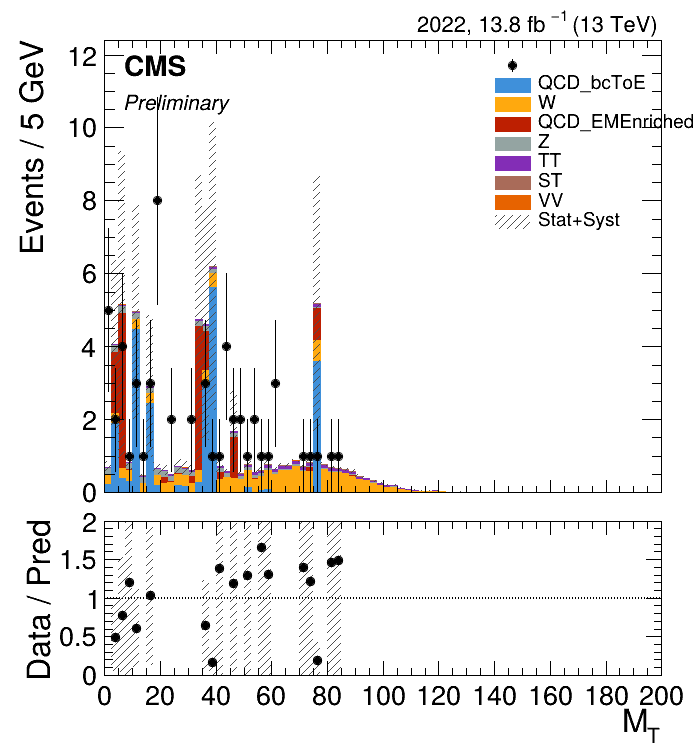 2022, 13.8 fb⁻¹ (13 TeV)
CMS
Preliminary
QCD_bcToE
W
QCD_EMEnriched
Z
TT
ST
VV
Stat+Syst
Events / 5 GeV
12
10
8
6
4
2
0
Data / Pred
2
1.5
1
0.5
0
0 20 40 60 80 100 120 140 160 180 200
M_T